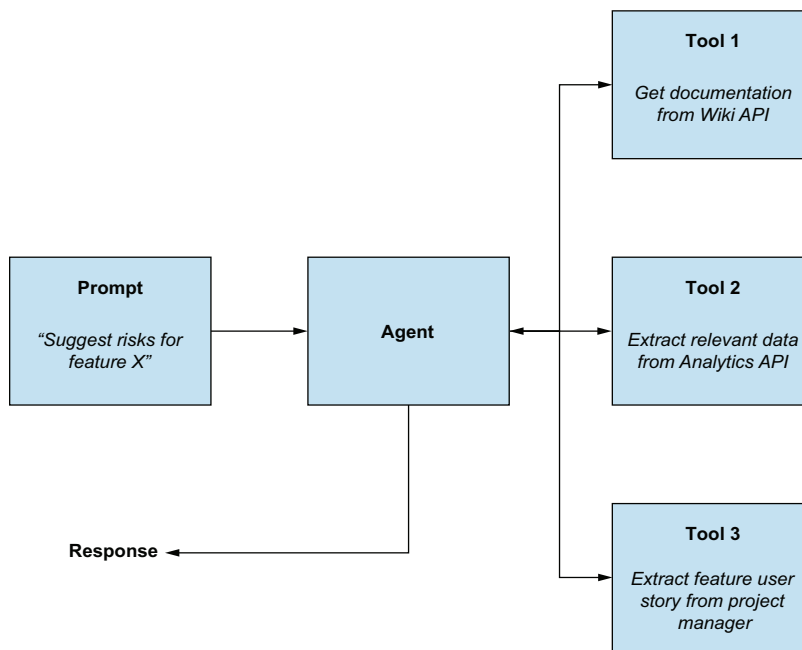 Tool 1
Get documentation
from Wiki API
Prompt
“Suggest risks for
feature X”
Agent
Tool 2
Extract relevant data
from Analytics API
Response
Tool 3
Extract feature user
story from project
manager